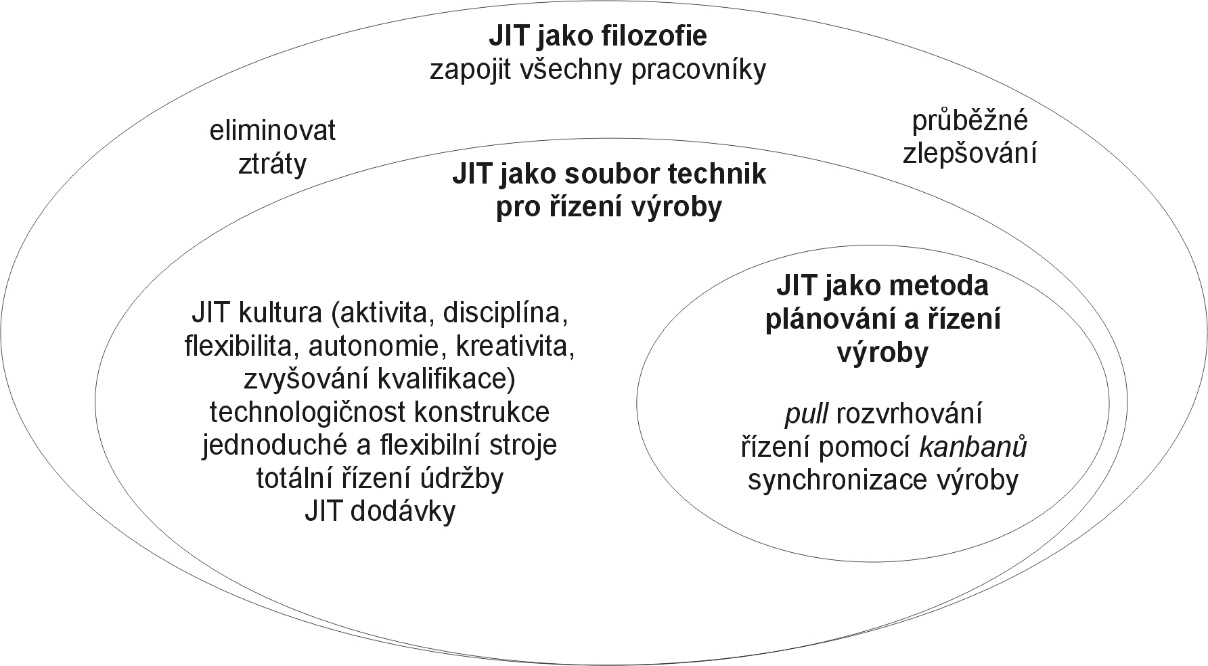 JIT jako filozofie
zapojit všechny pracovníky
eliminovat
ztráty
průběžné
zlepšování
JIT jako soubor technik
pro řízení výroby
JIT kultura (aktivita, disciplína,
flexibilita, autonomie, kreativita,
zvyšování kvalifikace)
technologičnost konstrukce
jednoduché a flexibilní stroje
totální řízení údržby
JIT dodávky
JIT jako metoda
plánování a řízení
výroby
pull rozvrhování
řízení pomocí kanbanů
synchronizace výroby